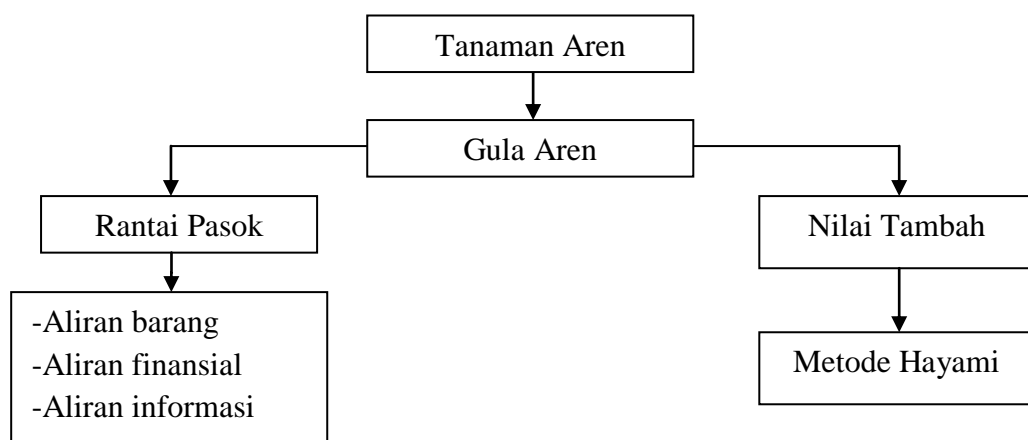 Tanaman Aren
Gula Aren
Rantai Pasok
Nilai Tambah
-Aliran barang
-Aliran finansial
-Aliran informasi
Metode Hayami